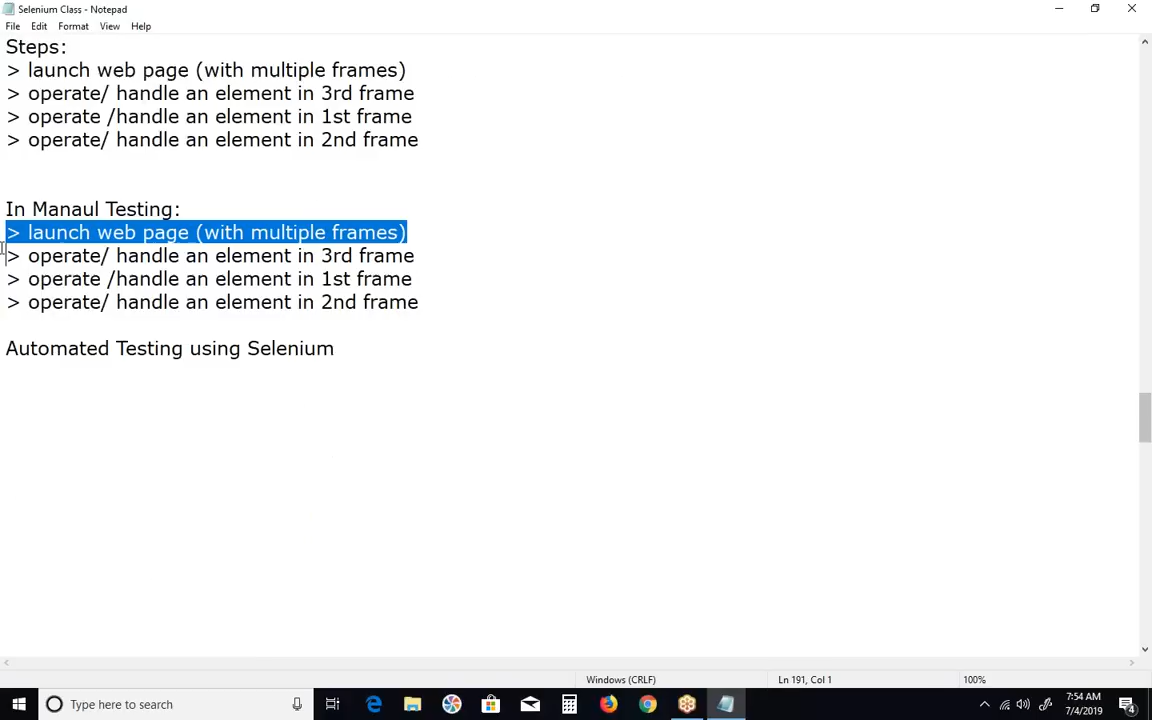 Selenium Class - Notepad
File Edit Format View Help
Steps:
> launch web page (with multiple frames)
> operate/ handle an element in 3rd frame
> operate /handle an element in 1st frame
> operate/ handle an element in 2nd frame
In Manaul Testing:
> launch web page (with multiple frames)
> operate/ handle an element in 3rd frame
> operate /handle an element in 1st frame
> operate/ handle an element in 2nd frame
Automated Testing using Selenium
Windows (CRLF) Ln 191, Col 1 100%
Type here to search
7:54 AM
7/4/2019
4